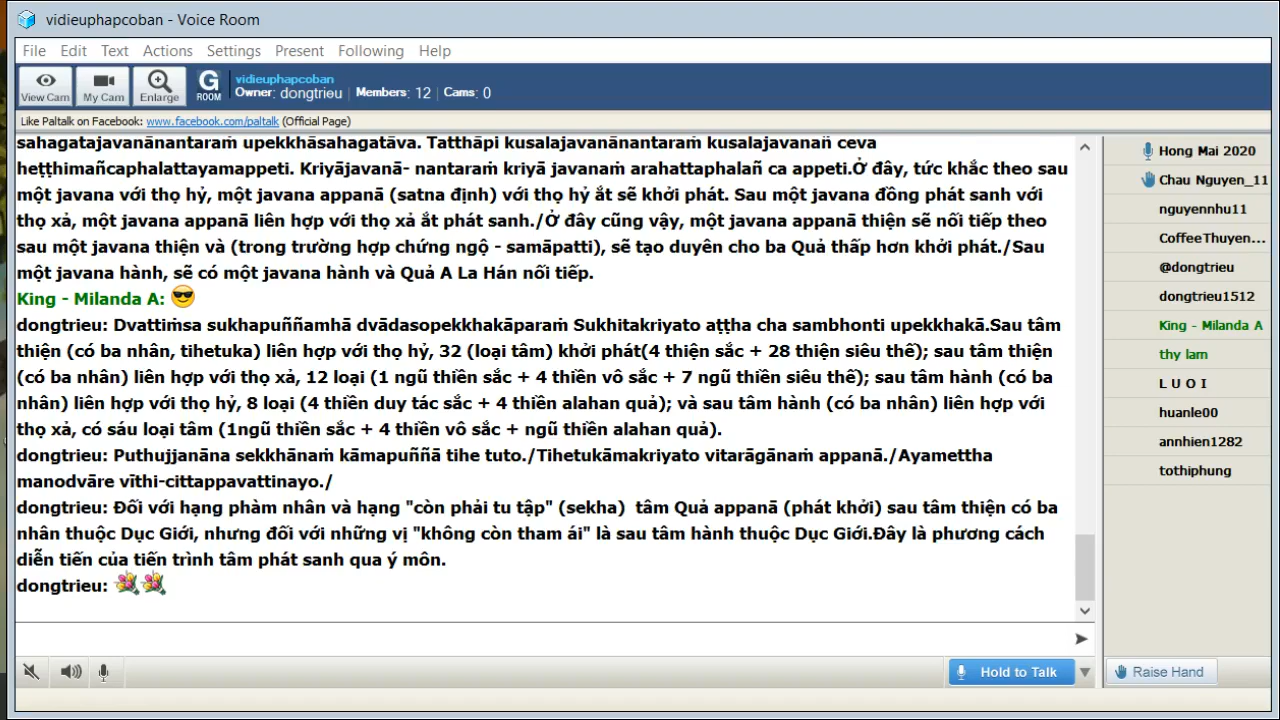 vidieuphapcoban - Voice Room
File Edit Text Actions Settings Present Following Help
View Cam My Cam Enlarge G ROOM vidieuphapcoban
Owner: dongtrieu Members: 12 Cams: 0
Like Paltalk on Facebook: www.facebook.com/paltalk (Official Page)
sahagatajavanānantaraṁ upekkhāsahagatāva. Tatthāpi kusalajavanānantaraṁ kusalajavanañ ceva
heṭṭhimañcaphalattayamappeti. Kriyājavanā- nantaraṁ kriyā javanaṁ arahattaphalañ ca appeti.Ở đây, tức khắc theo sau
một javana với thọ hỷ, một javana appanā (satna định) với thọ hỷ ắt sẽ khởi phát. Sau một javana đồng phát sanh với
thọ xả, một javana appanā liên hợp với thọ xả ắt phát sanh./Ở đây cũng vậy, một javana appanā thiện sẽ nối tiếp theo
sau một javana thiện và (trong trường hợp chứng ngộ - samāpatti), sẽ tạo duyên cho ba Quả thấp hơn khởi phát./Sau
một javana hành, sẽ có một javana hành và Quả A La Hán nối tiếp.
King - Milanda A:
dongtrieu: Dvattiṁsa sukhapuññamhā dvādasopekkhakāparaṁ Sukhitakriyato aṭṭha cha sambhonti upekkhakā.Sau tâm
thiện (có ba nhân, tihetuka) liên hợp với thọ hỷ, 32 (loại tâm) khởi phát(4 thiện sắc + 28 thiện siêu thế); sau tâm thiện
(có ba nhân) liên hợp với thọ xả, 12 loại (1 ngũ thiền sắc + 4 thiền vô sắc + 7 ngũ thiền siêu thế); sau tâm hành (có ba
nhân) liên hợp với thọ hỷ, 8 loại (4 thiền duy tác sắc + 4 thiền alahan quả); và sau tâm hành (có ba nhân) liên hợp với
thọ xả, có sáu loại tâm (1ngũ thiền sắc + 4 thiền vô sắc + ngũ thiền alahan quả).
dongtrieu: Puthujjanāna sekkhānaṁ kāmapuññā tihe tuto./Tihetukāmakriyato vitarāgānaṁ appanā./Ayamettha
manodvāre vīthi-cittappavattinayo./
dongtrieu: Đối với hạng phàm nhân và hạng "còn phải tu tập" (sekha) tâm Quả appanā (phát khởi) sau tâm thiện có ba
nhân thuộc Dục Giới, nhưng đối với những vị "không còn tham ái" là sau tâm hành thuộc Dục Giới.Đây là phương cách
diễn tiến của tiến trình tâm phát sanh qua ý môn.
dongtrieu:
Hold to Talk
Hong Mai 2020
Chau Nguyen_11
nguyennhu11
CoffeeThuyen...
@dongtrieu
dongtrieu1512
King - Milanda A
thy lam
L U O I
huanle00
annhien1282
tothiphung
Raise Hand